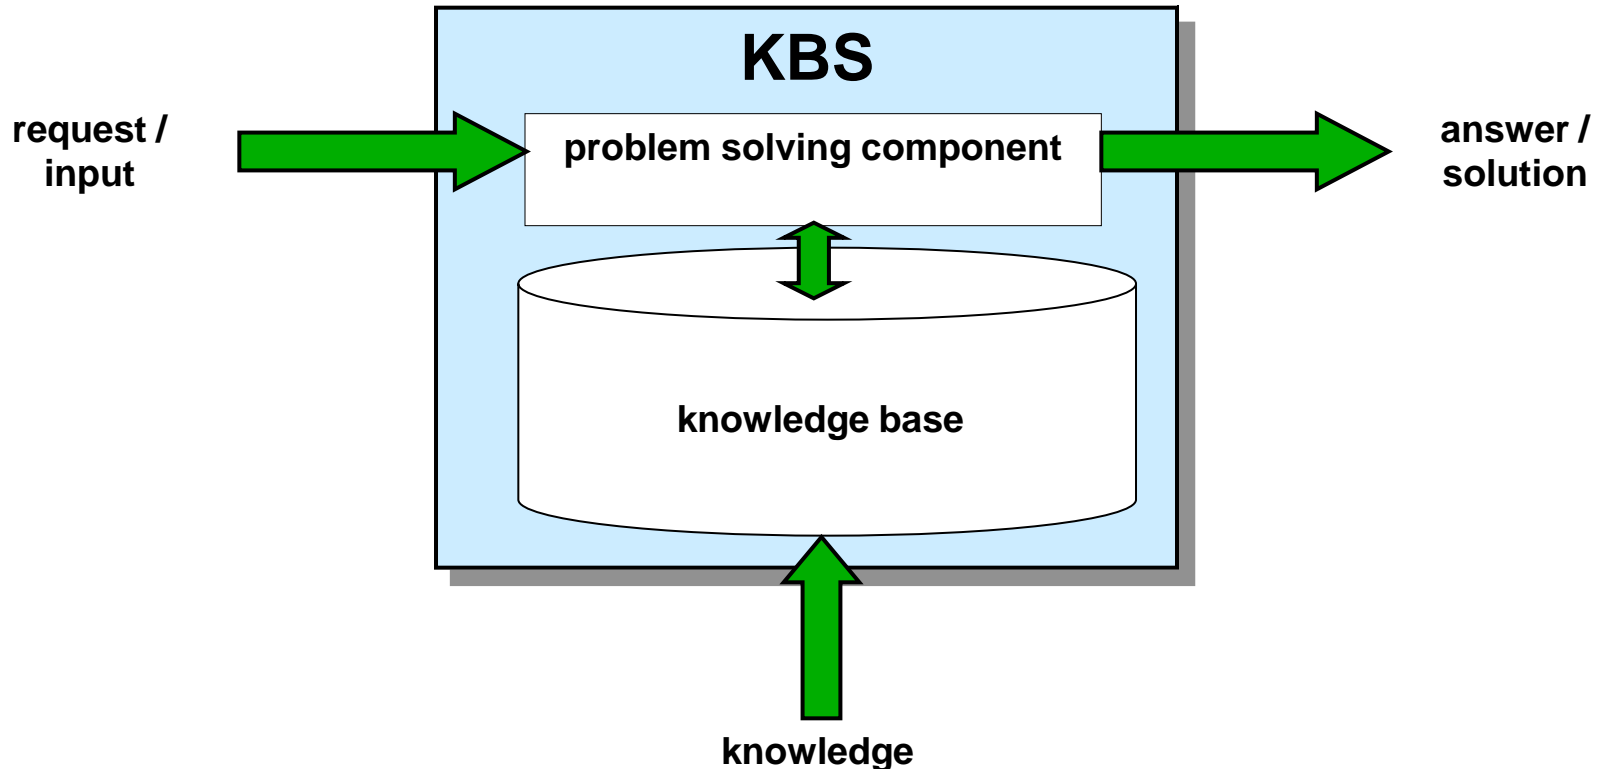 KBS
request /
input
problem solving component
answer /
solution
knowledge base
knowledge